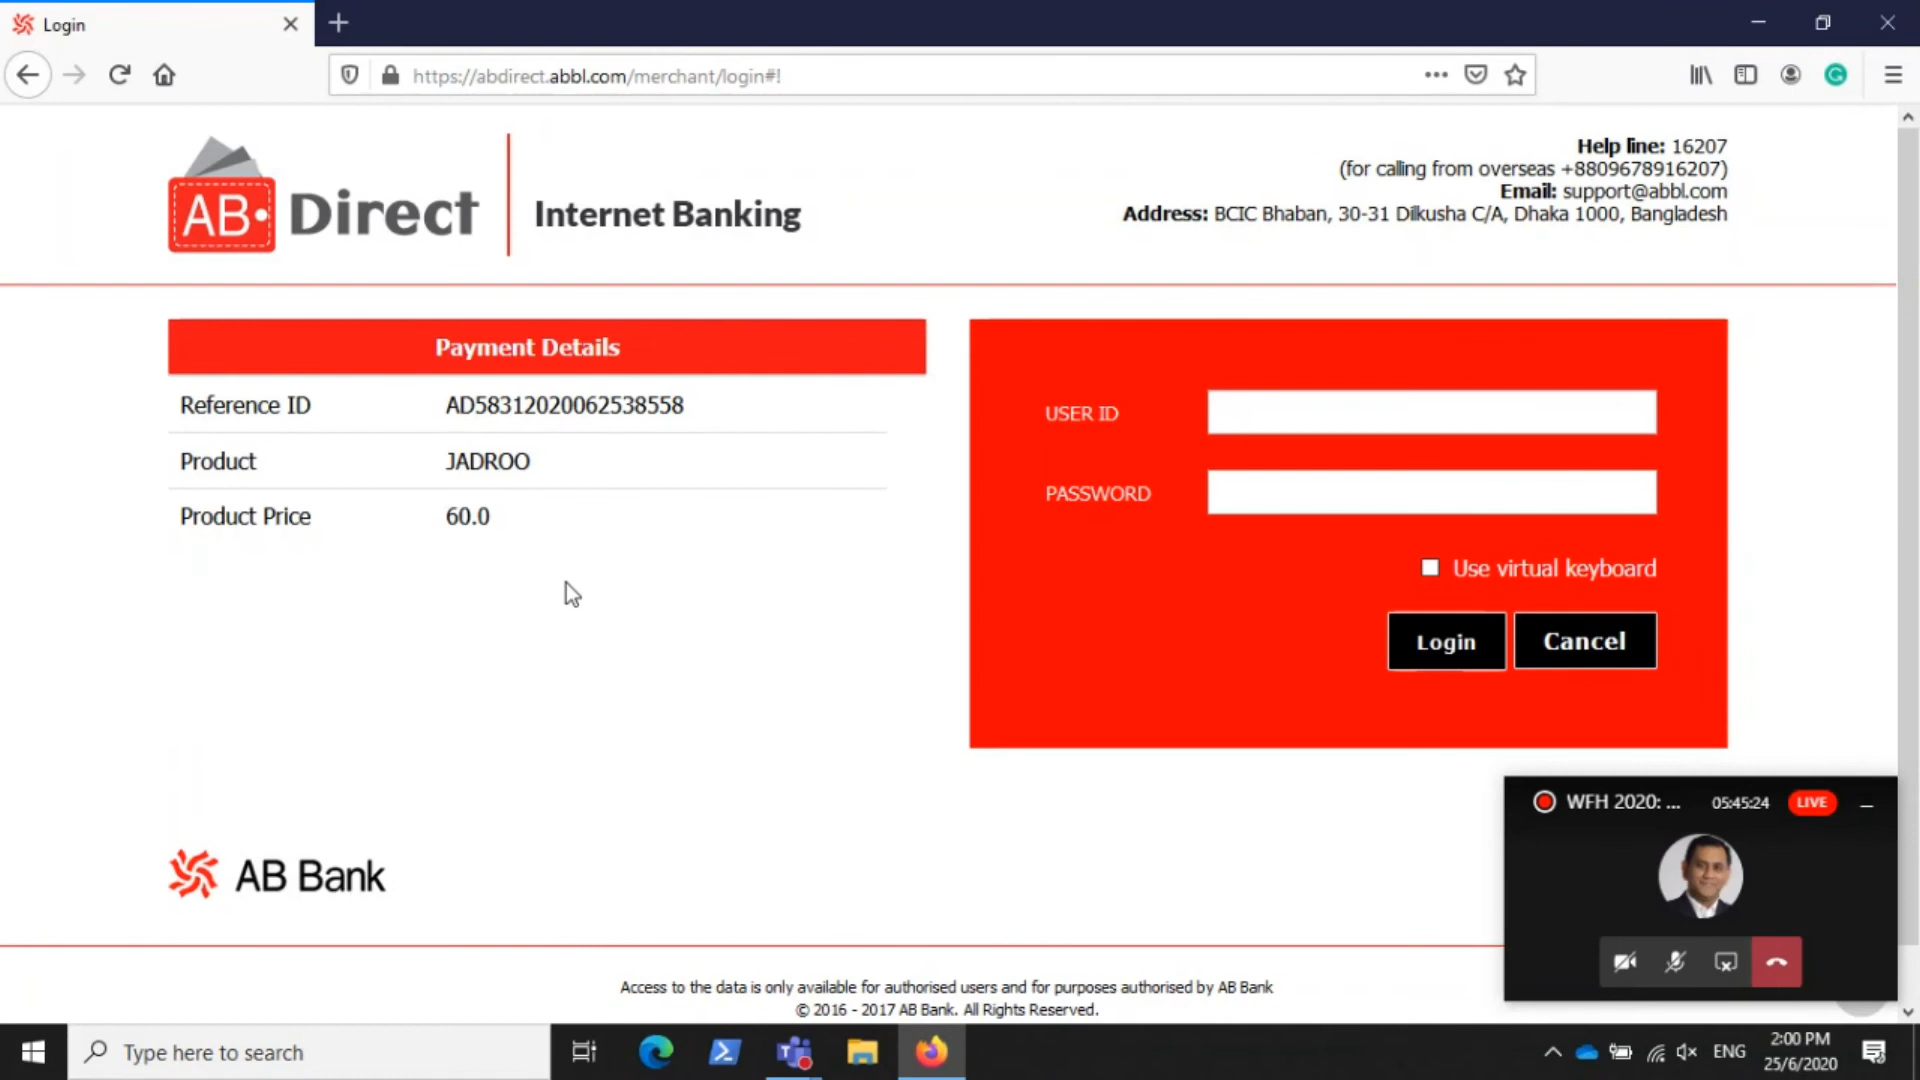 Login
https://abdirect.abbl.com/merchant/login#!
AB Direct
Internet Banking
Help line: 16207
(for calling from overseas +8809678916207)
Email: support@abbl.com
Address: BCIC Bhaban, 30-31 Dilkusha C/A, Dhaka 1000, Bangladesh
Payment Details
Reference ID AD58312020062538558
Product JADROO
Product Price 60.0
USER ID
PASSWORD
Use virtual keyboard
Login Cancel
WFH 2020: ... 05:45:24 LIVE
AB Bank
Access to the data is only available for authorised users and for purposes authorised by AB Bank
© 2016 - 2017 AB Bank. All Rights Reserved.
Type here to search
ENG
2:00 PM
25/6/2020